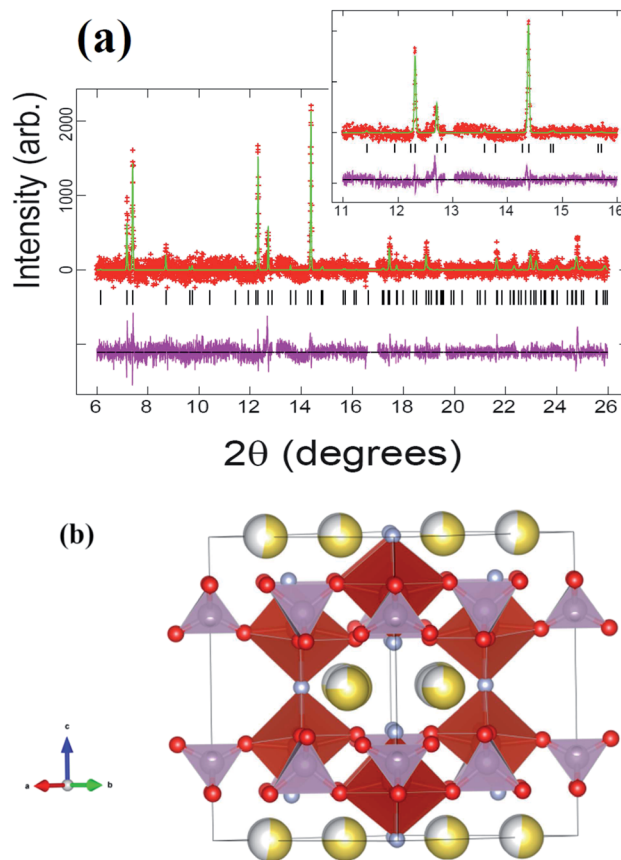 (a)
Intensity (arb.)
2000
1000
0
11 12 13 14 15 16
6 8 10 12 14 16 18 20 22 24 26
2θ (degrees)
(b)
c
a
b